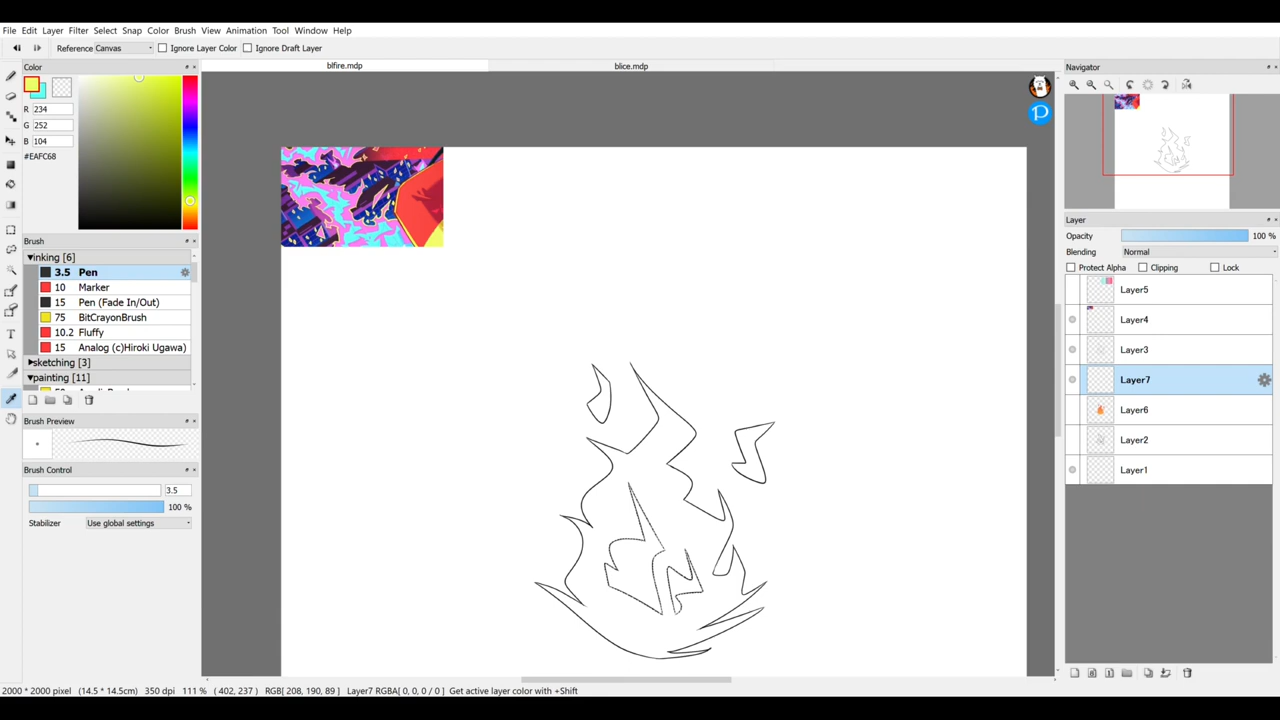 File Edit Layer Filter Select Snap Color Brush View Animation Tool Window Help
Reference Canvas Ignore Layer Color Ignore Draft Layer
Color
blfire.mdp
blice.mdp
Navigator
R 234
G 252
B 104
#EAFC68
Brush
inking [6]
3.5 Pen
10 Marker
15 Pen (Fade In/Out)
75 BitCrayonBrush
10.2 Fluffy
15 Analog (c)Hiroki Ugawa)
sketching [3]
painting [11]
Brush Preview
Brush Control
3.5
100 %
Stabilizer Use global settings
Layer
Opacity 100 %
Blending Normal
Protect Alpha Clipping Lock
Layer5
Layer4
Layer3
Layer7
Layer6
Layer2
Layer1
2000 * 2000 pixel (14.5 * 14.5cm) 350 dpi 111 % ( 402, 237 ) RGB[ 208, 190, 89 ] Layer7 RGBA[ 0, 0, 0 / 0 ] Get active layer color with +Shift